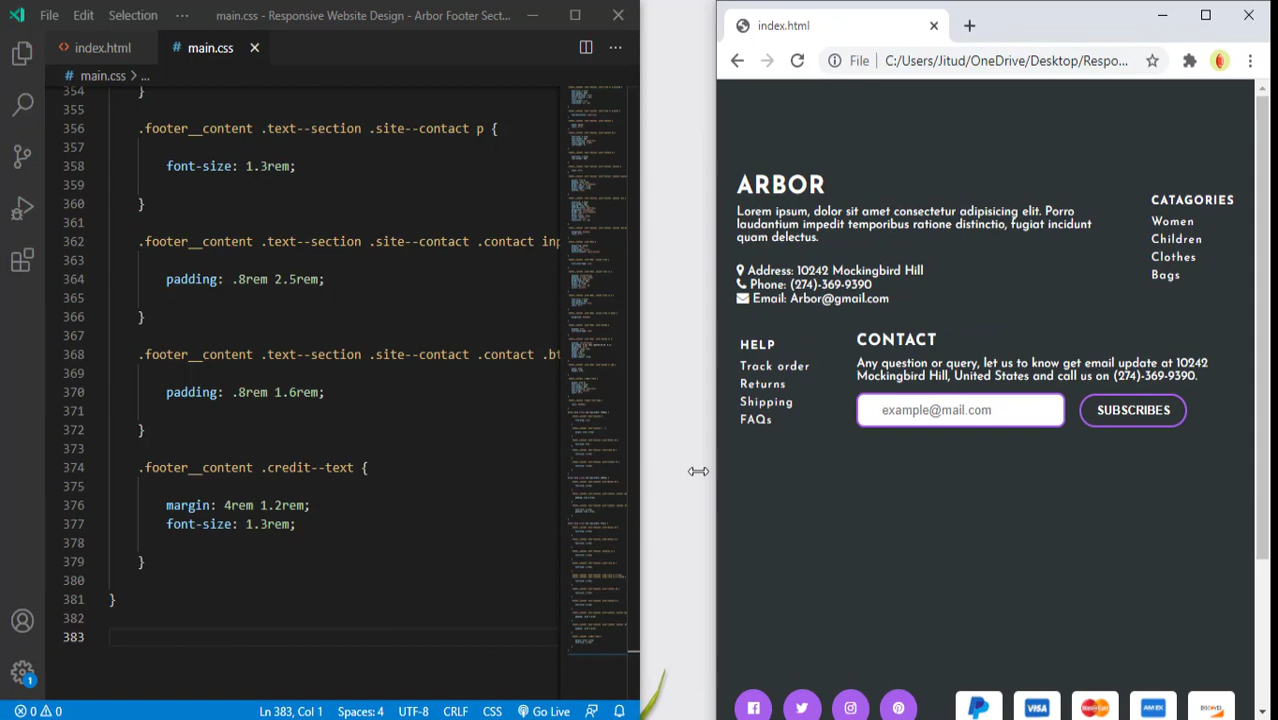 File Edit Selection ··· main.css - Responsive Website Design - Arbor Footer Sect...
index.html main.css
main.css > ...
354 }
355
356 .footer__content .text--section .site--contact p {
357
358 font-size: 1.3rem;
359
360 }
361
362 .footer__content .text--section .site--contact .contact inp
363
364 padding: .8rem 2.5rem;
365
366 }
367
368 .footer__content .text--section .site--contact .contact .bt
369
370 padding: .8rem 1.6rem;
371
372 }
373
374 .footer__content .credit--text {
375
376 margin: 4rem 1.2rem;
377 font-size: 1.3rem;
378
379 }
380
381 }
382
383
1
0 0 Ln 383, Col 1 Spaces: 4 UTF-8 CRLF CSS Go Live
index.html
File C:/Users/Jitud/OneDrive/Desktop/Respo...
ARBOR
Lorem ipsum, dolor sit amet consectetur adipisicing elit. Porro
laudantium impedit temporibus ratione distinctio, fugiat incidunt
quam delectus.
Address: 10242 Mockingbird Hill
Phone: (274)-369-9390
Email: Arbor@gmail.com
CATAGORIES
Women
Children
Clothes
Bags
HELP
Track order
Returns
Shipping
FAQs
CONTACT
Any question or query, let us to know get email update at 10242
Mockingbird Hill, United States and call us on (274)-369-9390.
example@mail.com SUBSCRIBES
VISA
MasterCard
AMEX
DISCOVER